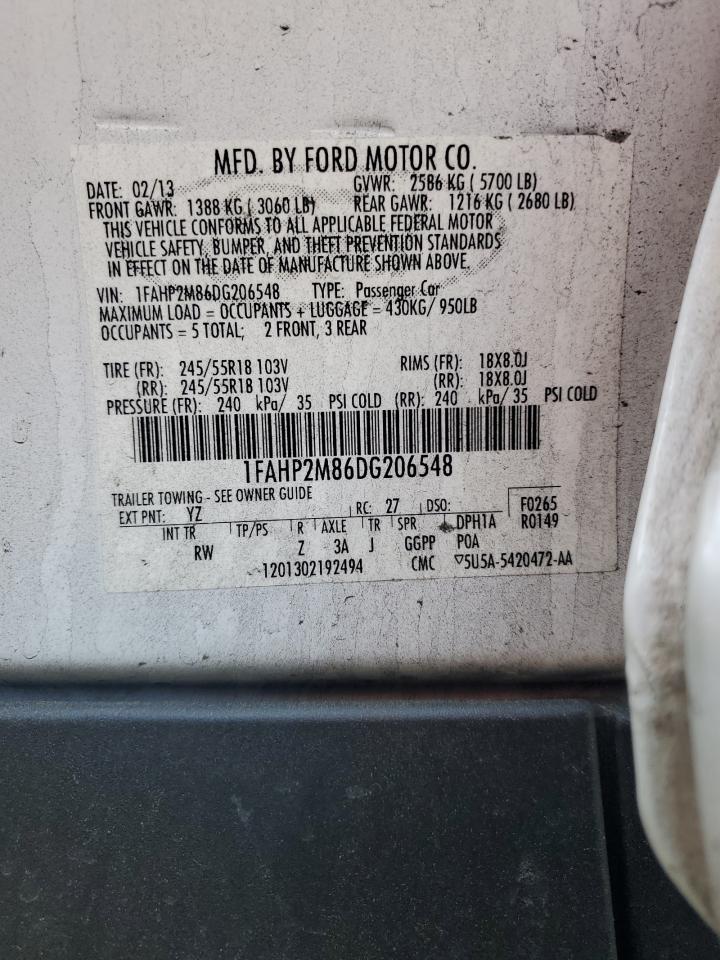 MFD. BY FORD MOTOR CO.
DATE: 02/13 GVWR: 2586 KG ( 5700 LB)
FRONT GAWR: 1388 KG ( 3060 LB) REAR GAWR: 1216 KG ( 2680 LB)
THIS VEHICLE CONFORMS TO ALL APPLICABLE FEDERAL MOTOR
VEHICLE SAFETY, BUMPER, AND THEFT PREVENTION STANDARDS
IN EFFECT ON THE DATE OF MANUFACTURE SHOWN ABOVE.
VIN: 1FAHP2M86DG206548 TYPE: Passenger Car
MAXIMUM LOAD = OCCUPANTS + LUGGAGE = 430KG/ 950LB
OCCUPANTS = 5 TOTAL; 2 FRONT, 3 REAR
TIRE (FR): 245/55R18 103V RIMS (FR): 18X8.0J
(RR): 245/55R18 103V (RR): 18X8.0J
PRESSURE (FR): 240 kPa/ 35 PSI COLD (RR): 240 kPa/ 35 PSI COLD
1FAHP2M86DG206548
TRAILER TOWING - SEE OWNER GUIDE
EXT PNT: YZ RC: 27 DSO: F0265
INT TR TP/PS R AXLE TR SPR DPH1A R0149
RW Z 3A J GGPP POA
1201302192494 CMC ▽5U5A-5420472-AA